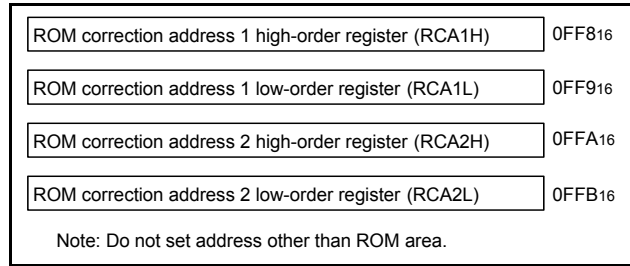 ROM correction address 1 high-order register (RCA1H) 0FF816
ROM correction address 1 low-order register (RCA1L) 0FF916
ROM correction address 2 high-order register (RCA2H) 0FFA16
ROM correction address 2 low-order register (RCA2L) 0FFB16
Note: Do not set address other than ROM area.